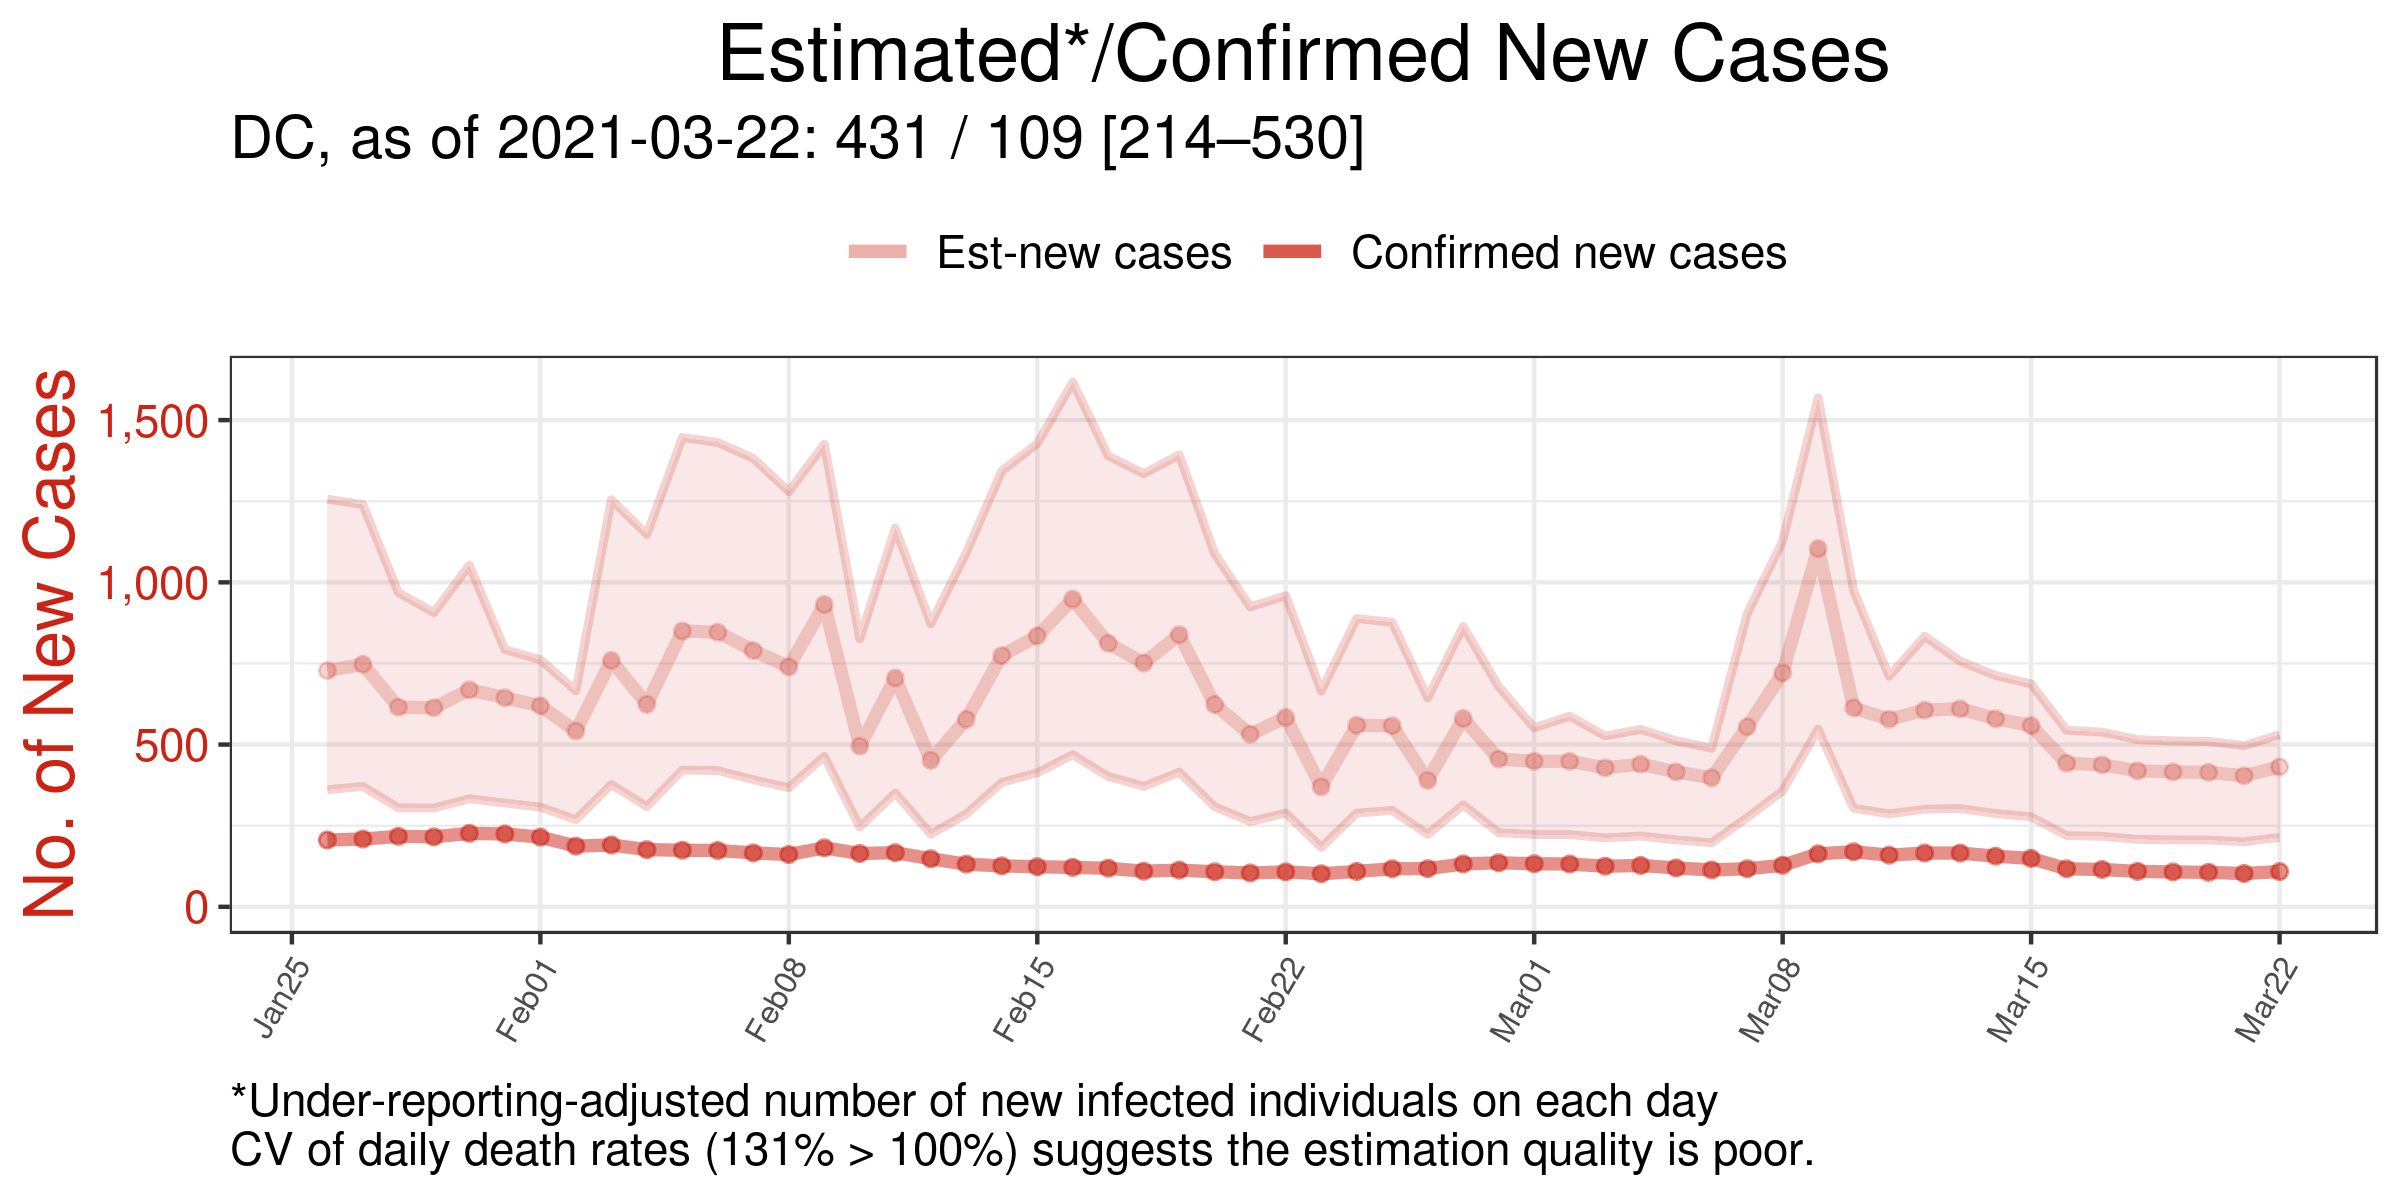 Estimated*/Confirmed New Cases
DC, as of 2021-03-22: 431 / 109 [214–530]
Est-new cases
Confirmed new cases
No. of New Cases
1,500
1,000
500
0
Jan25
Feb01
Feb08
Feb15
Feb22
Mar01
Mar08
Mar15
Mar22
*Under-reporting-adjusted number of new infected individuals on each day
CV of daily death rates (131% > 100%) suggests the estimation quality is poor.